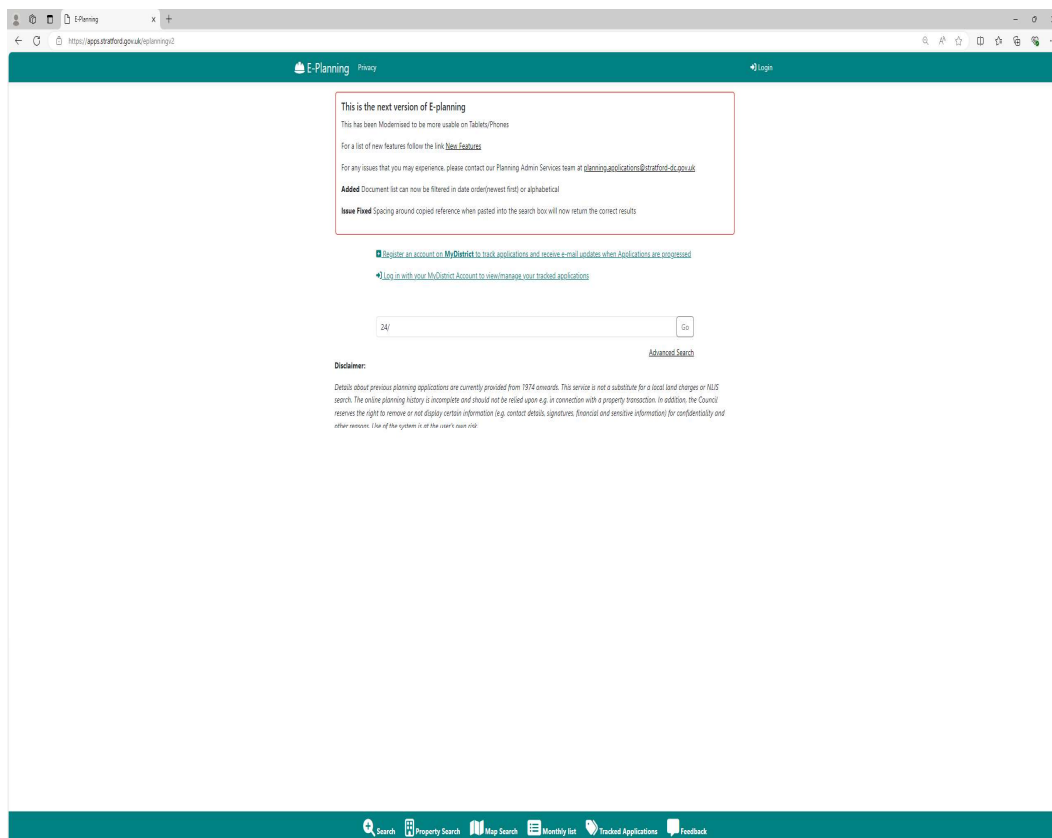 E-Planning
https://apps.stratford.gov.uk/eplanningv2
E-Planning Privacy Login
This is the next version of E-planning
This has been Modernised to be more usable on Tablets/Phones
For a list of new features follow the link New Features
For any issues that you may experience, please contact our Planning Admin Services team at planning.applications@stratford-dc.gov.uk
Added Document list can now be filtered in date order(newest first) or alphabetical
Issue Fixed Spacing around copied reference when pasted into the search box will now return the correct results
Register an account on MyDistrict to track applications and receive e-mail updates when Applications are progressed
Log in with your MyDistrict Account to view/manage your tracked applications
24/ Go
Advanced Search
Disclaimer:
Details about previous planning applications are currently provided from 1974 onwards. This service is not a substitute for a local land charges or NLIS
search. The online planning history is incomplete and should not be relied upon e.g. in connection with a property transaction. In addition, the Council
reserves the right to remove or not display certain information (e.g. contact details, signatures, financial and sensitive information) for confidentiality and
other reasons. Use of the system is at the user's own risk.
Search Property Search Map Search Monthly list Tracked Applications Feedback